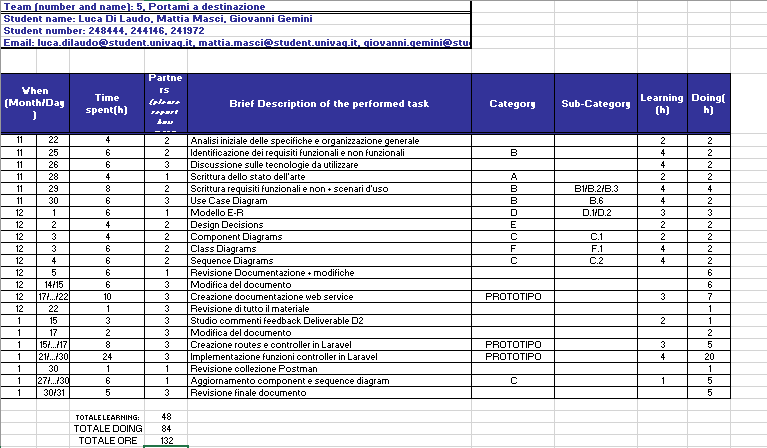 Team (number and name): 5, Portami a destinazione
Student name: Luca Di Laudo, Mattia Masci, Giovanni Gemini
Student number: 248444, 244146, 241972
Email: luca.dilaudo@student.univaq.it, mattia.masci@student.univaq.it, giovanni.gemini@stu
When (Month/Day) Time spent(h) Partners (please report how Brief Description of the performed task Category Sub-Category Learning (h) Doing(h)
11 22 4 2 Analisi iniziale delle specifiche e organizzazione generale 2 2
11 25 6 2 Identificazione dei requisiti funzionali e non funzionali B 4 2
11 26 6 3 Discussione sulle tecnologie da utilizzare 4 2
11 28 4 1 Scrittura dello stato dell'arte A 2 2
11 29 8 2 Scrittura requisiti funzionali e non + scenari d'uso B B1/B.2/B.3 4 4
11 30 6 3 Use Case Diagram B B.6 4 2
12 1 6 1 Modello E-R D D.1/D.2 3 3
12 2 4 2 Design Decisions E 2 2
12 3 4 2 Component Diagrams C C.1 2 2
12 3 6 2 Class Diagrams F F.1 4 2
12 4 6 2 Sequence Diagrams C C.2 4 2
12 5 6 1 Revisione Documentazione + modifiche 6
12 14/15 6 3 Modifica del documento 6
12 17/.../22 10 3 Creazione documentazione web service PROTOTIPO 3 7
12 22 1 3 Revisione di tutto il materiale 1
1 15 3 3 Studio commenti feedback Deliverable D2 2 1
1 17 2 3 Modifica del documento 2
1 15/.../17 8 3 Creazione routes e controller in Laravel PROTOTIPO 3 5
1 21/.../30 24 3 Implementazione funzioni controller in Laravel PROTOTIPO 4 20
1 30 1 1 Revisione collezione Postman 1
1 27/.../30 6 1 Aggiornamento component e sequence diagram C 1 5
1 30/31 5 3 Revisione finale documento 5
TOTALE LEARNING: 48
TOTALE DOING 84
TOTALE ORE 132